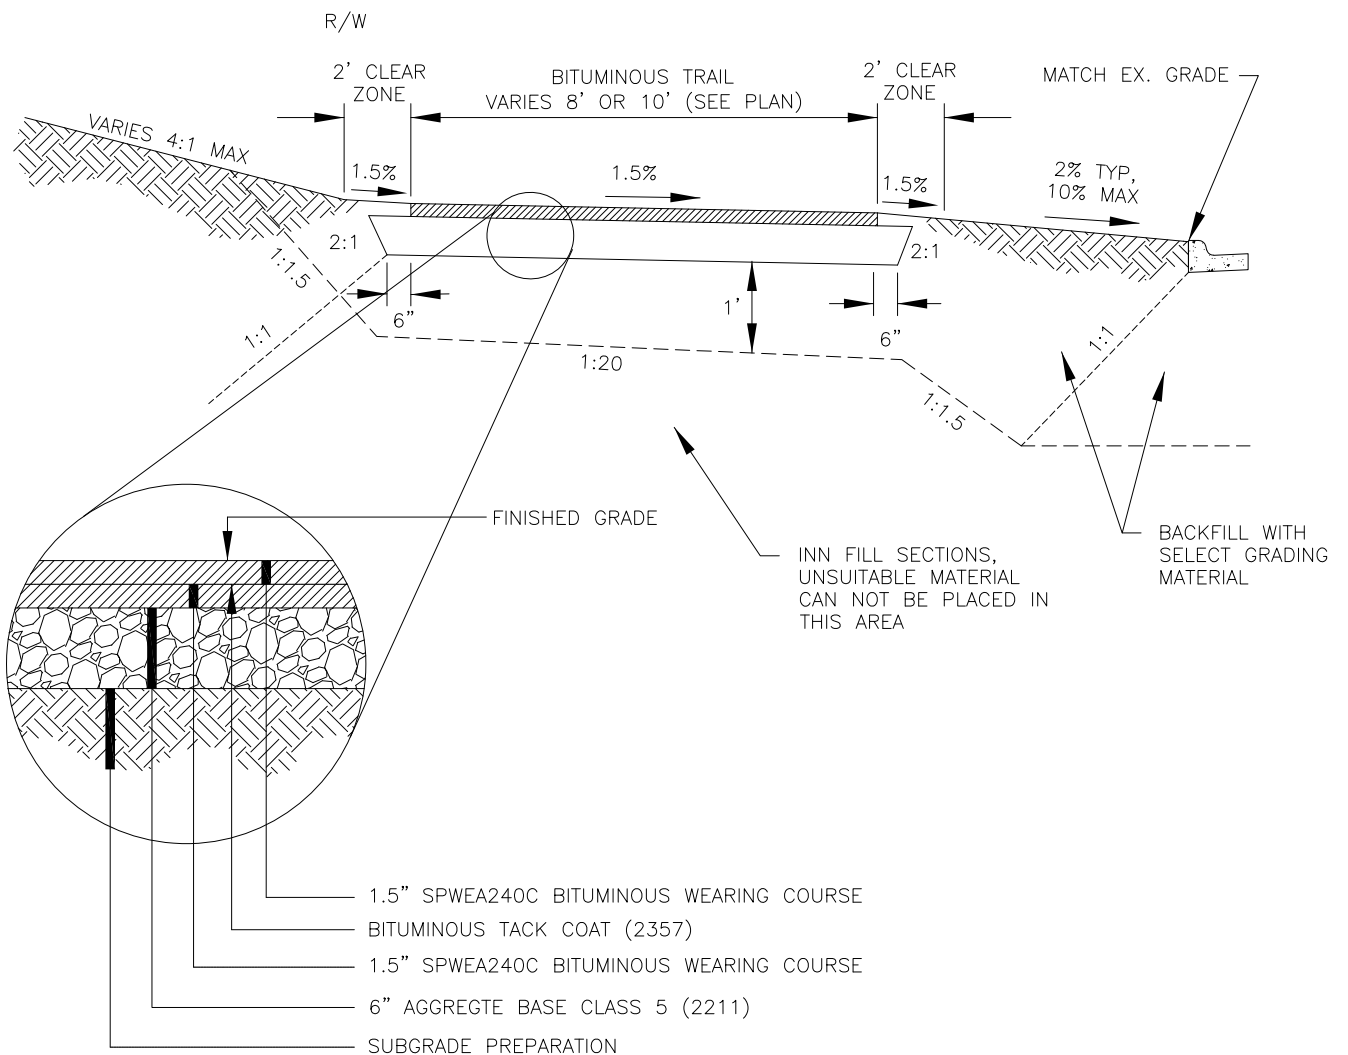 R/W
2' CLEAR
ZONE
BITUMINOUS TRAIL
VARIES 8' OR 10' (SEE PLAN)
2' CLEAR
ZONE
MATCH EX. GRADE
VARIES 4:1 MAX
1.5%
1.5%
1.5%
2% TYP,
10% MAX
2:1
2:1
1:1.5
1:1
6"
1'
6"
1:20
1:1
1:1.5
FINISHED GRADE
INN FILL SECTIONS,
UNSUITABLE MATERIAL
CAN NOT BE PLACED IN
THIS AREA
BACKFILL WITH
SELECT GRADING
MATERIAL
1.5" SPWEA240C BITUMINOUS WEARING COURSE
BITUMINOUS TACK COAT (2357)
1.5" SPWEA240C BITUMINOUS WEARING COURSE
6" AGGREGTE BASE CLASS 5 (2211)
SUBGRADE PREPARATION